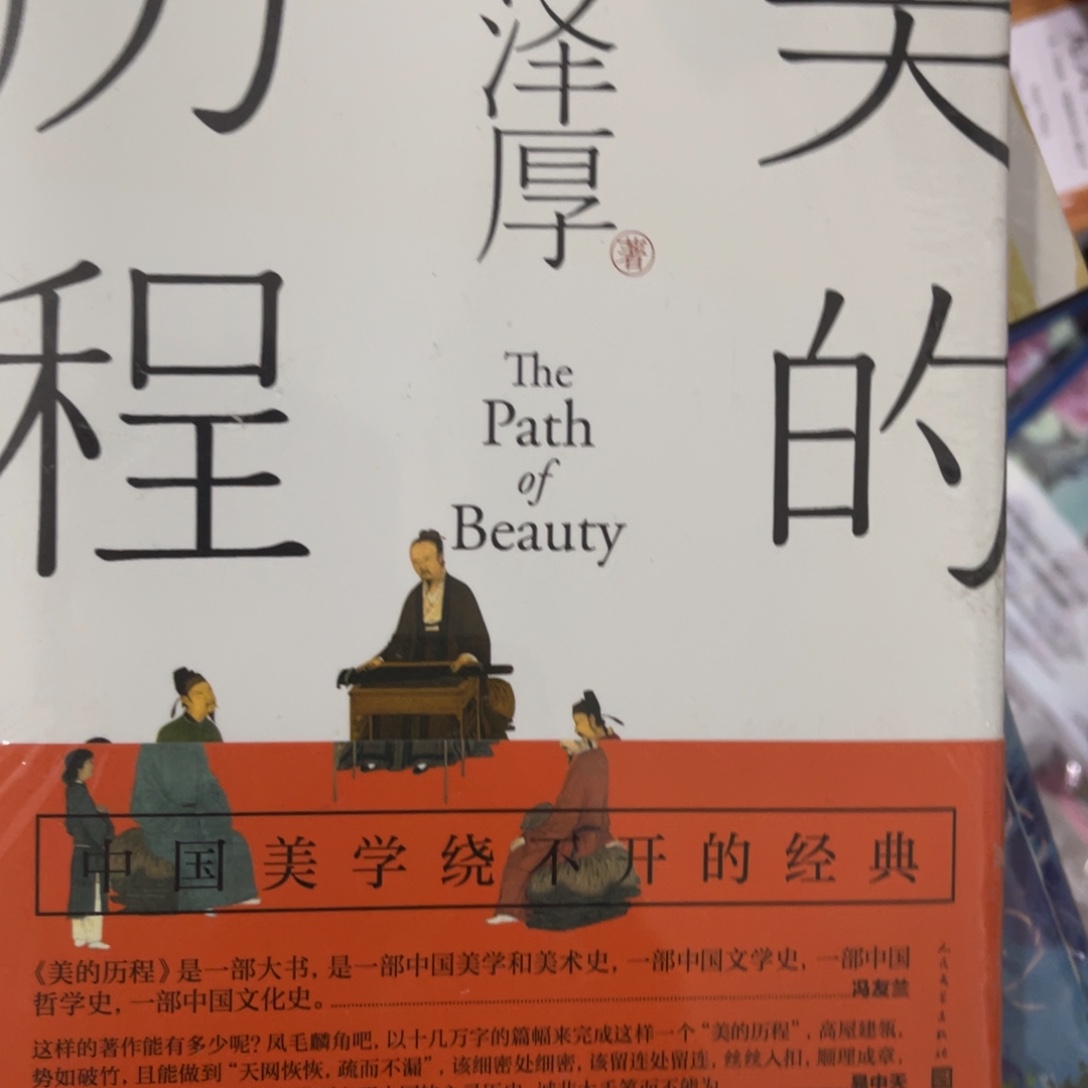 美的
历程
泽厚
著
The
Path
of
Beauty
中国美学绕不开的经典
《美的历程》是一部大书，是一部中国美学和美术史，一部中国文学史，一部中国
哲学史，一部中国文化史。 冯友兰
这样的著作能有多少呢？凤毛麟角吧，以十几万字的篇幅来完成这样一个“美的历程”，高屋建瓴，
势如破竹，且能做到“天网恢恢，疏而不漏”，该细密处细密，该留连处留连，丝丝入扣，顺理成章，
易中天